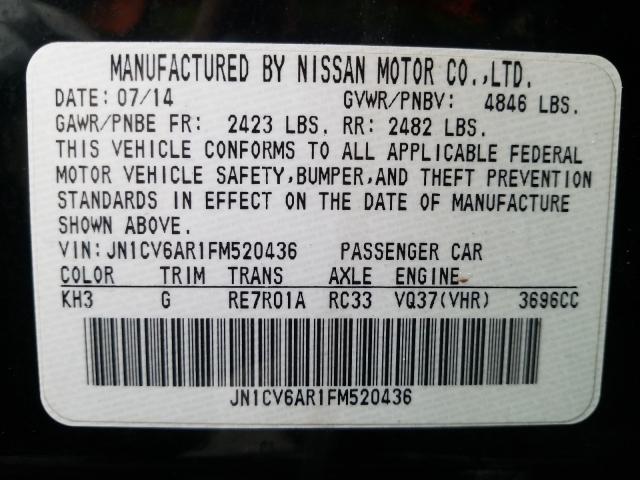 MANUFACTURED BY NISSAN MOTOR CO.,LTD.
DATE: 07/14 GVWR/PNBV: 4846 LBS.
GAWR/PNBE FR: 2423 LBS. RR: 2482 LBS.
THIS VEHICLE CONFORMS TO ALL APPLICABLE FEDERAL
MOTOR VEHICLE SAFETY,BUMPER,AND THEFT PREVENTION
STANDARDS IN EFFECT ON THE DATE OF MANUFACTURE
SHOWN ABOVE.
VIN:JN1CV6AR1FM520436 PASSENGER CAR
COLOR TRIM TRANS AXLE ENGINE
KH3 G RE7R01A RC33 VQ37(VHR) 3696CC
JN1CV6AR1FM520436